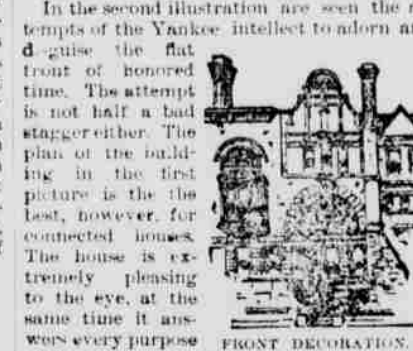 In the second illustration are seen the
tempts of the Yankee intellect to adorn
d guise the flat
front of honored
time. The attempt
is not half a bad
stagger either. The
plan of the build-
ing in the first
picture is the the
best, however, for
connected houses.
The house is ex-
tremely pleasing
to the eye, at the
same time it ans-
wers every purpose
FRONT DECORATION.